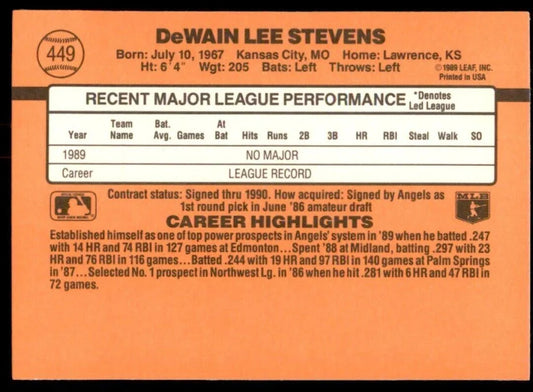 449
DeWAIN LEE STEVENS
Born: July 10, 1967 Kansas City, MO Home: Lawrence, KS
Ht: 6'4" Wgt: 205 Bats: Left Throws: Left
©1989 LEAF, INC.
Printed in USA
RECENT MAJOR LEAGUE PERFORMANCE *Denotes Led League
Year Team Name Bat. Avg. Games At Bat Hits Runs 2B 3B HR RBI Steal Walk SO
1989 NO MAJOR
Career LEAGUE RECORD
Contract status: Signed thru 1990. How acquired: Signed by Angels as
1st round pick in June '86 amateur draft
MLB
CAREER HIGHLIGHTS
Established himself as one of top power prospects in Angels' system in '89 when he batted .247
with 14 HR and 74 RBI in 127 games at Edmonton...Spent '88 at Midland, batting .297 with 23
HR and 76 RBI in 116 games...Batted .244 with 19 HR and 97 RBI in 140 games at Palm Springs
in '87...Selected No. 1 prospect in Northwest Lg. in '86 when he hit .281 with 6 HR and 47 RBI in
72 games.